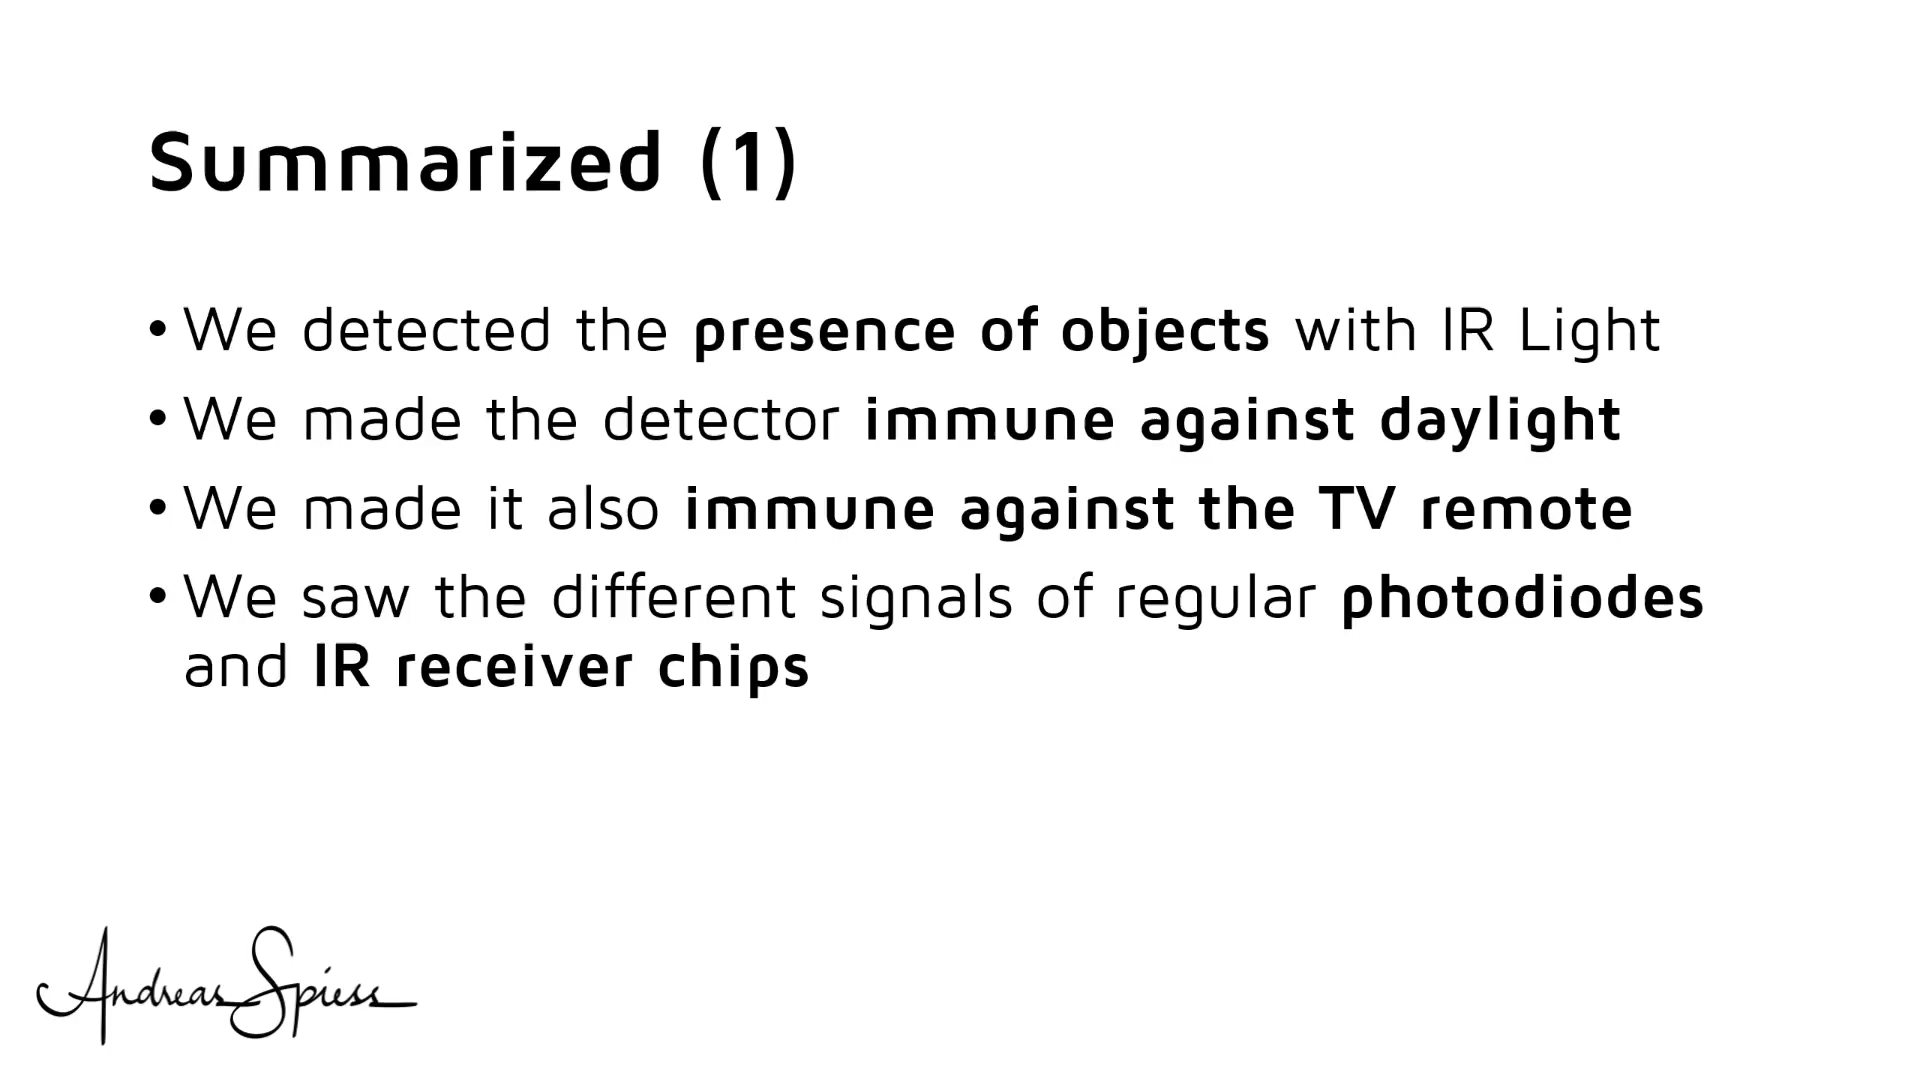 Summarized (1)
• We detected the presence of objects with IR Light
• We made the detector immune against daylight
• We made it also immune against the TV remote
• We saw the different signals of regular photodiodes
and IR receiver chips
Andreas Spiess